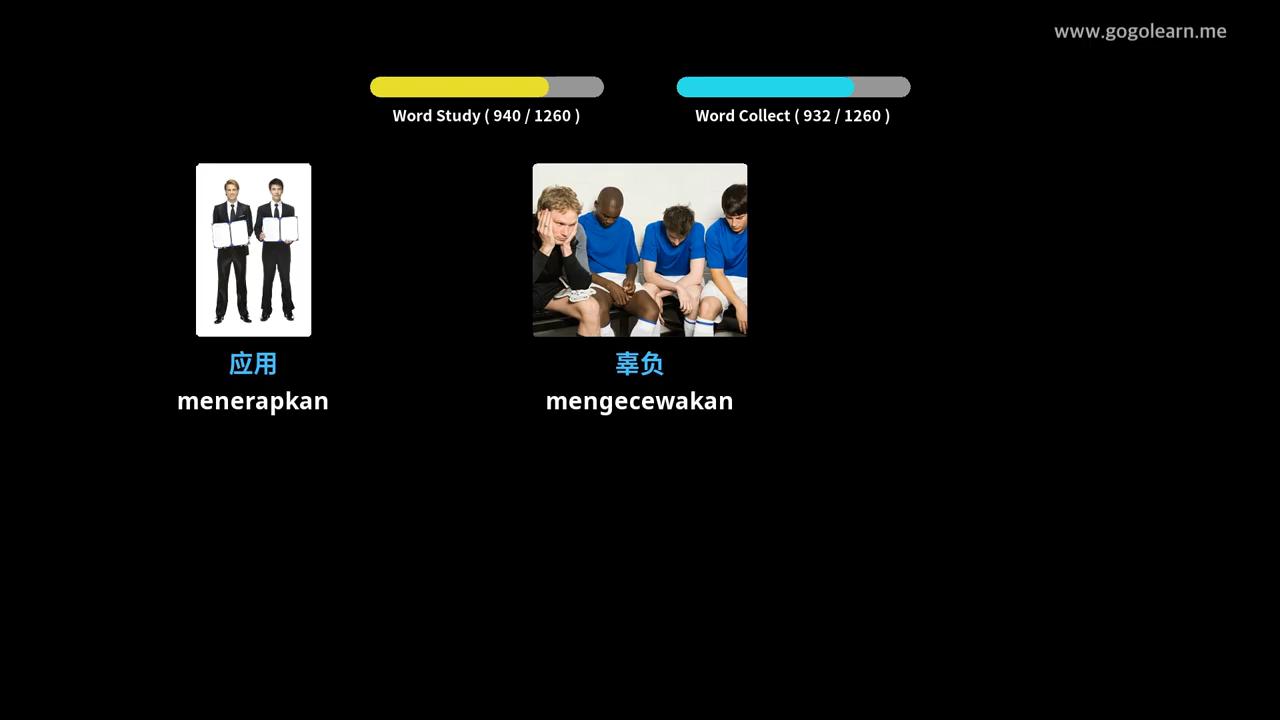 www.gogolearn.me
Word Study ( 940 / 1260 )
Word Collect ( 932 / 1260 )
应用
menerapkan
辜负
mengecewakan